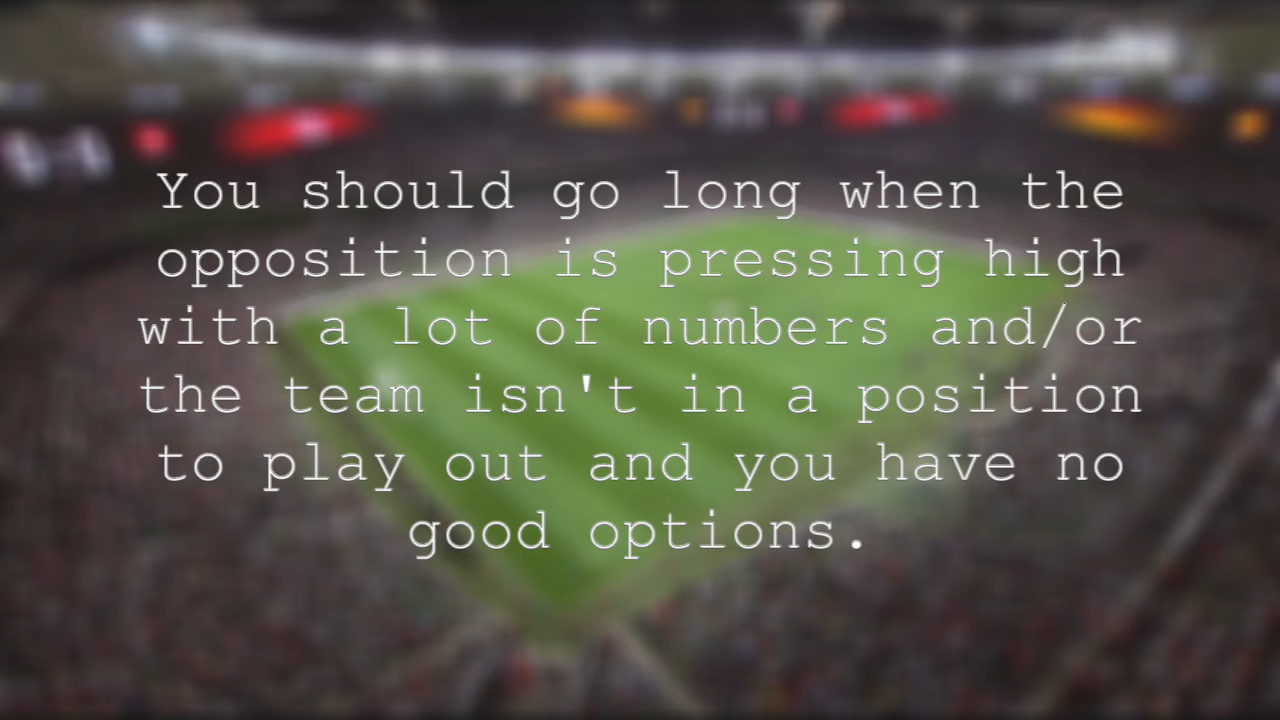 You should go long when the
opposition is pressing high
with a lot of numbers and/or
the team isn't in a position
to play out and you have no
good options.